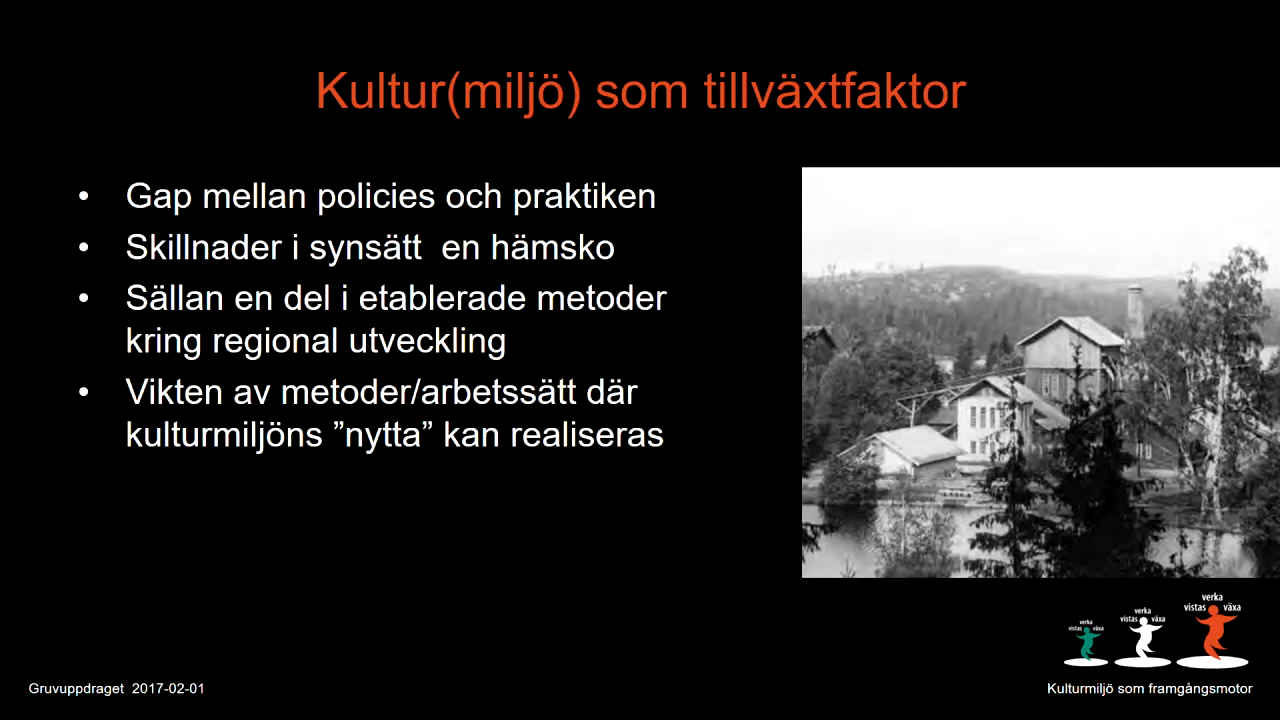 Kultur(miljö) som tillväxtfaktor
• Gap mellan policies och praktiken
• Skillnader i synsätt  en hämsko
• Sällan en del i etablerade metoder
kring regional utveckling
• Vikten av metoder/arbetssätt där
kulturmiljöns ”nytta” kan realiseras
verka
vistas växa
verka
vistas växa
verka
vistas växa
Gruvuppdraget  2017-02-01
Kulturmiljö som framgångsmotor